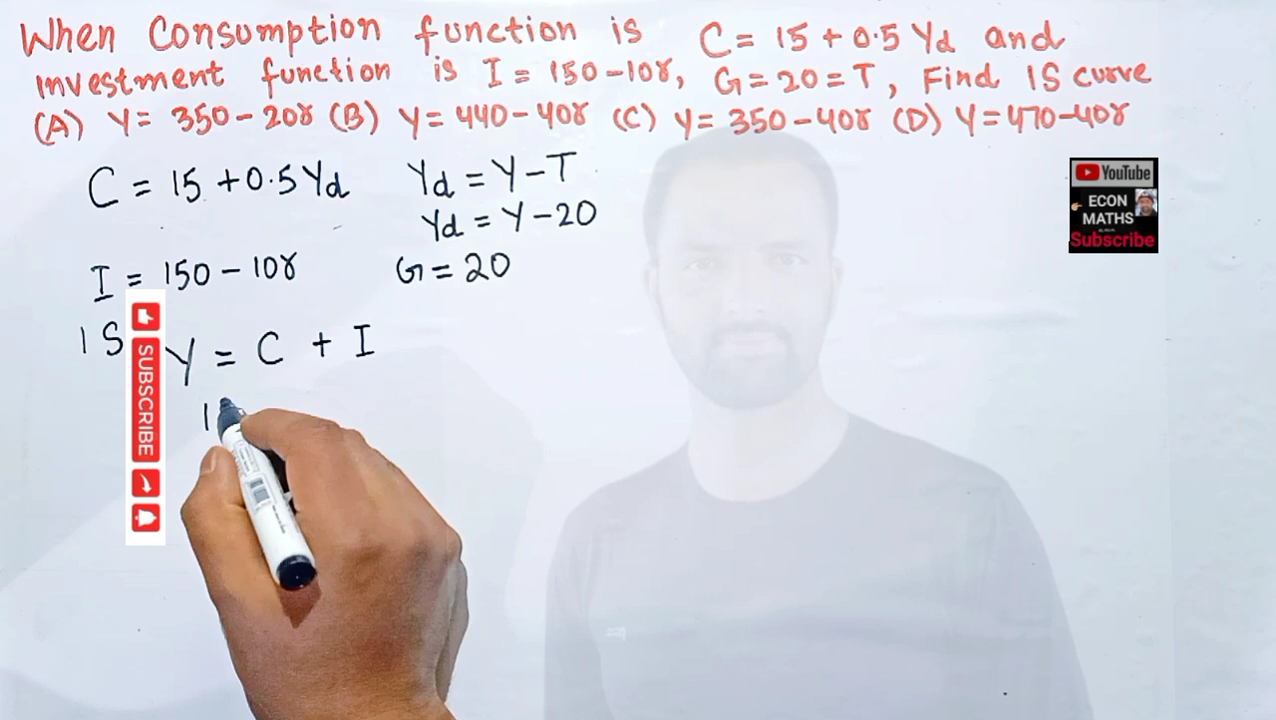 When Consumption function is C = 15 + 0.5 Yd and
investment function is I = 150 - 10r, G = 20 = T, Find IS curve
(A) Y = 350 - 20r (B) Y = 440 - 40r (C) Y = 350 - 40r (D) Y = 470 - 40r
C = 15 + 0.5 Yd Yd = Y - T
Yd = Y - 20
I = 150 - 10r G = 20
IS Y = C + I
1
YouTube
ECON
MATHS
Subscribe
SUBSCRIBE